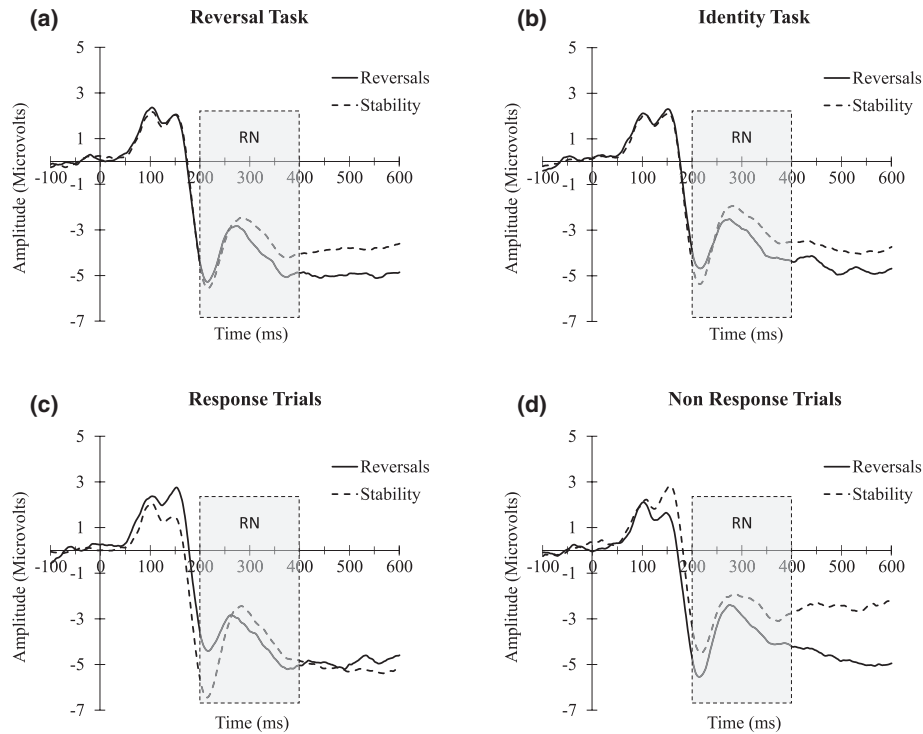 (a) Reversal Task
Amplitude (Microvolts)
5
3
1
-1
-3
-5
-7
-100 0 100 200 300 400 500 600
RN
Reversals
Stability
Time (ms)
(b) Identity Task
Amplitude (Microvolts)
5
3
1
-1
-3
-5
-7
-100 0 100 200 300 400 500 600
RN
Reversals
Stability
Time (ms)
(c) Response Trials
Amplitude (Microvolts)
5
3
1
-1
-3
-5
-7
-100 0 100 200 300 400 500 600
RN
Reversals
Stability
Time (ms)
(d) Non Response Trials
Amplitude (Microvolts)
5
3
1
-1
-3
-5
-7
-100 0 100 200 300 400 500 600
RN
Reversals
Stability
Time (ms)